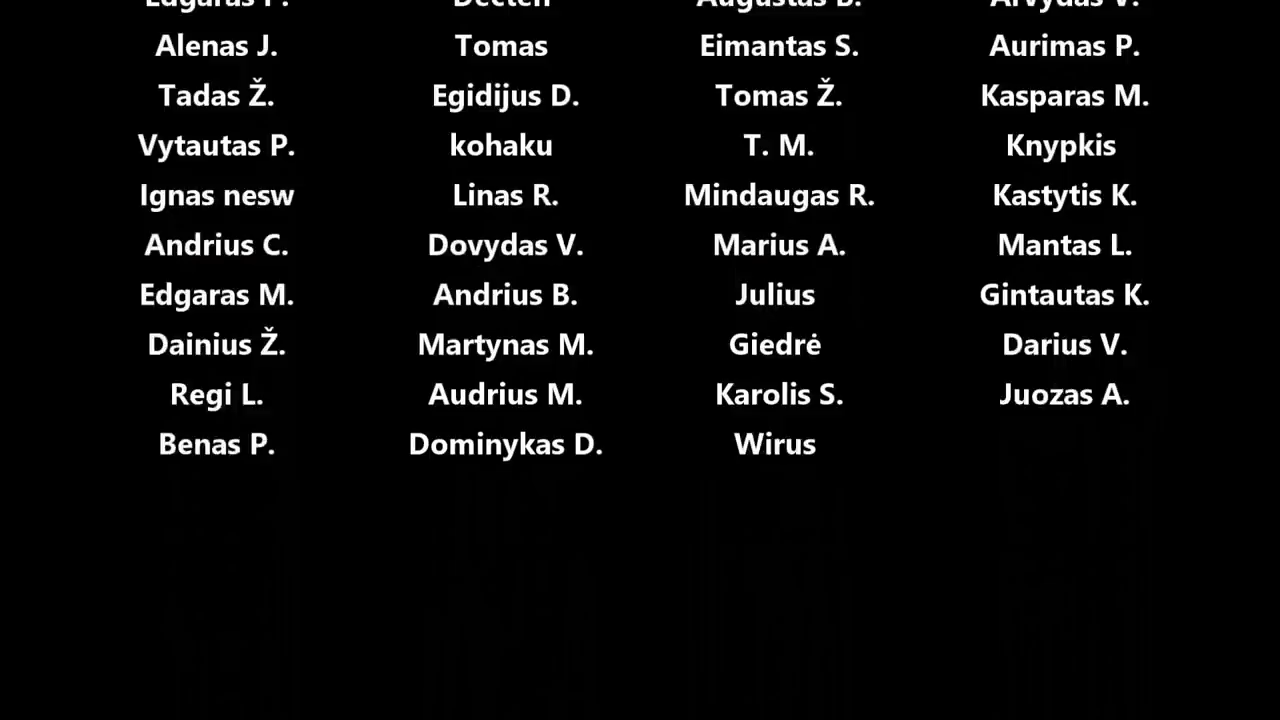 Alenas J. Tomas Eimantas S. Aurimas P.
Tadas Ž. Egidijus D. Tomas Ž. Kasparas M.
Vytautas P. kohaku T. M. Knypkis
Ignas nesw Linas R. Mindaugas R. Kastytis K.
Andrius C. Dovydas V. Marius A. Mantas L.
Edgaras M. Andrius B. Julius Gintautas K.
Dainius Ž. Martynas M. Giedrė Darius V.
Regi L. Audrius M. Karolis S. Juozas A.
Benas P. Dominykas D. Wirus